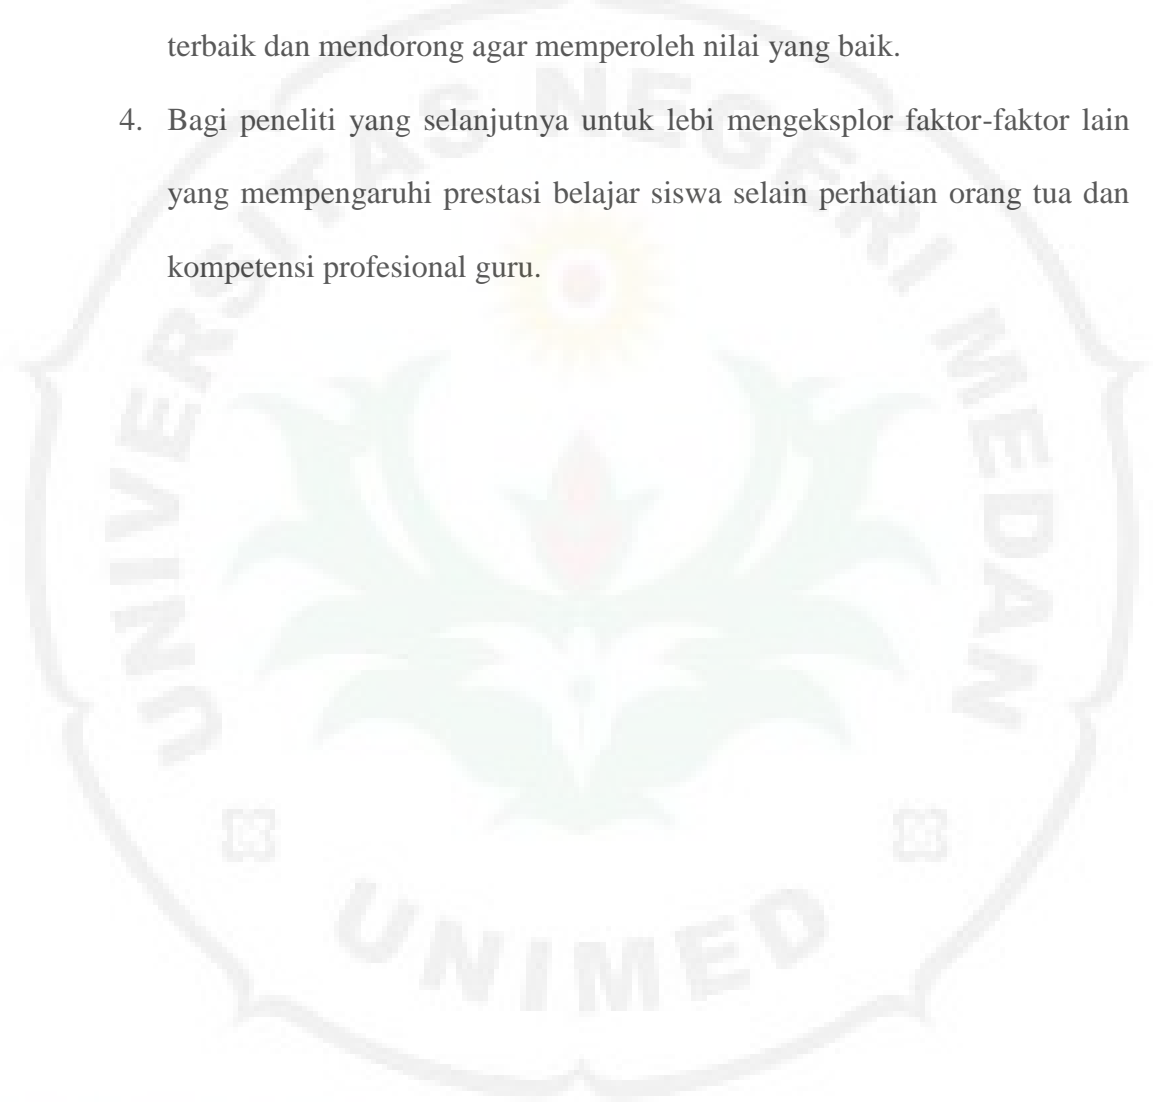 terbaik dan mendorong agar memperoleh nilai yang baik.
4. Bagi peneliti yang selanjutnya untuk lebi mengeksplor faktor-faktor lain
yang mempengaruhi prestasi belajar siswa selain perhatian orang tua dan
kompetensi profesional guru.
UNIVERSITAS NEGERI MEDAN
UNIMED